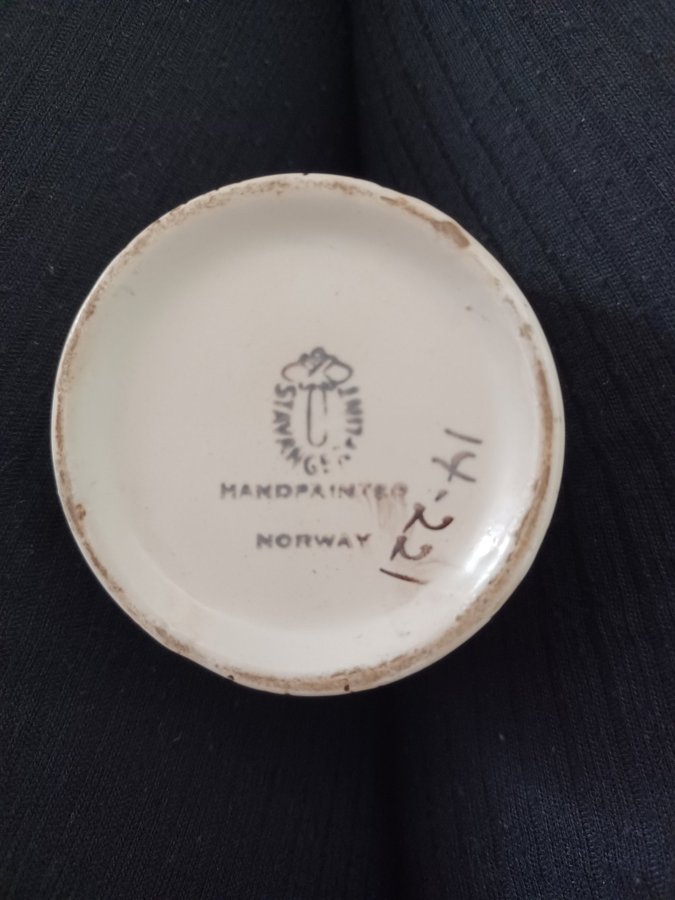 STAVANGERFLINT
HANDPAINTED
NORWAY
14-221